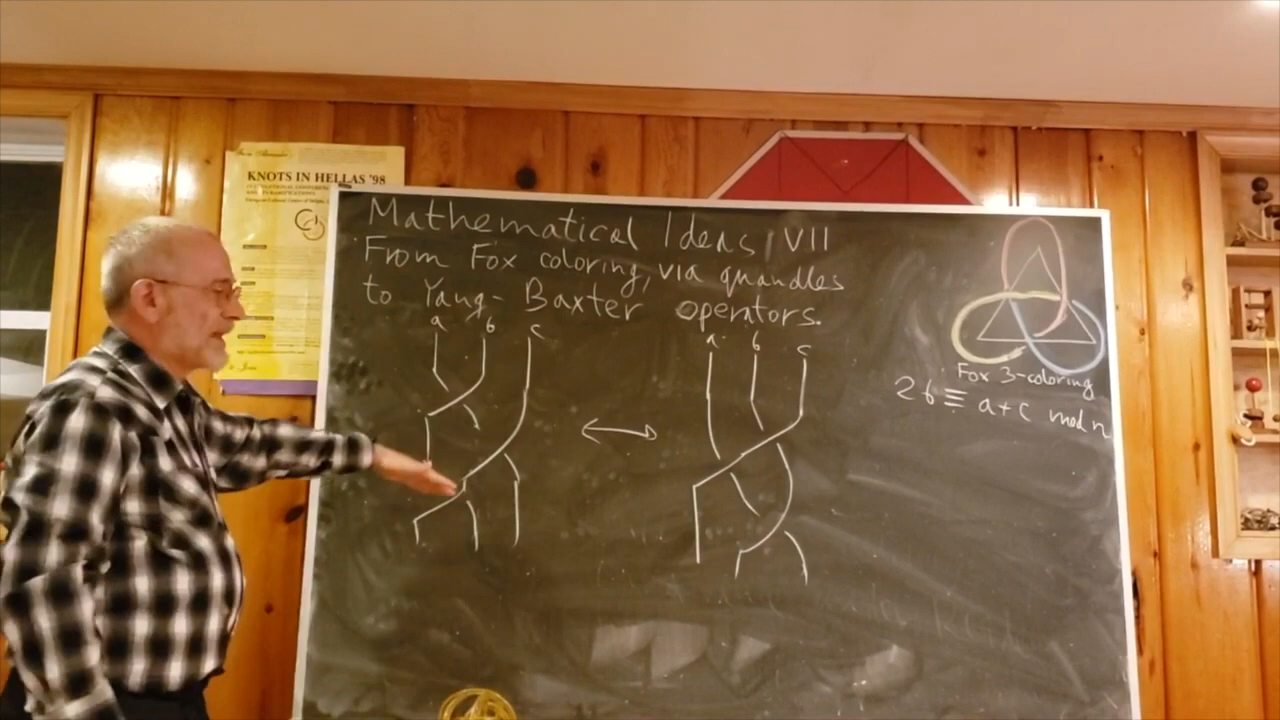 KNOTS IN HELLAS '98
Mathematical Ideas, VII
From Fox coloring, via quandles
to Yang-Baxter operators.
a b c
a b c
Fox 3-coloring
2b ≡ a+c mod n